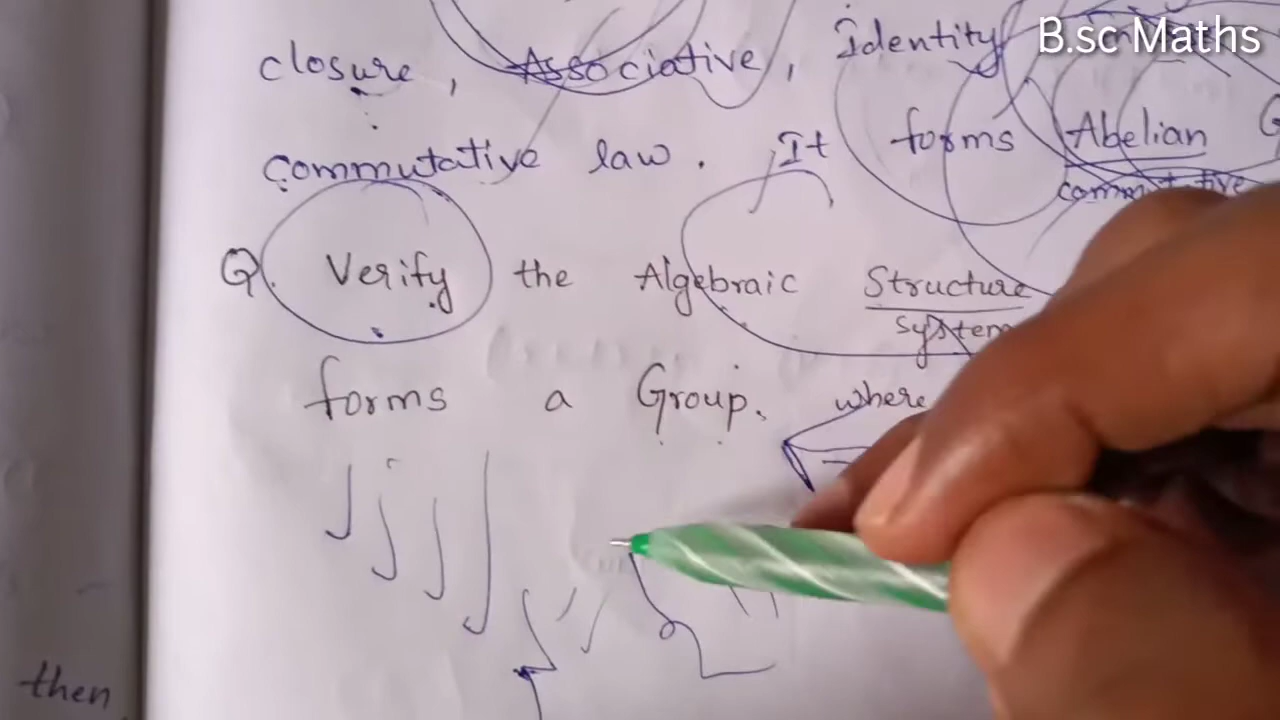 B.sc Maths
closure, Associative, Identity
commutative law. It forms Abelian
commutative
Q. Verify the Algebraic Structure
System
forms a Group. where
then